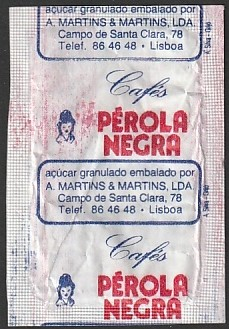 açúcar granulado embalado por
A. MARTINS & MARTINS, LDA.
Campo de Santa Clara, 78
Telef. 86 46 48 • Lisboa
Cafés
PÉROLA
NEGRA
açúcar granulado embalado por
A. MARTINS & MARTINS, LDA
Campo de Santa Clara, 78
Telef. 86 46 48 • Lisboa
Cafés
PÉROLA
NEGRA